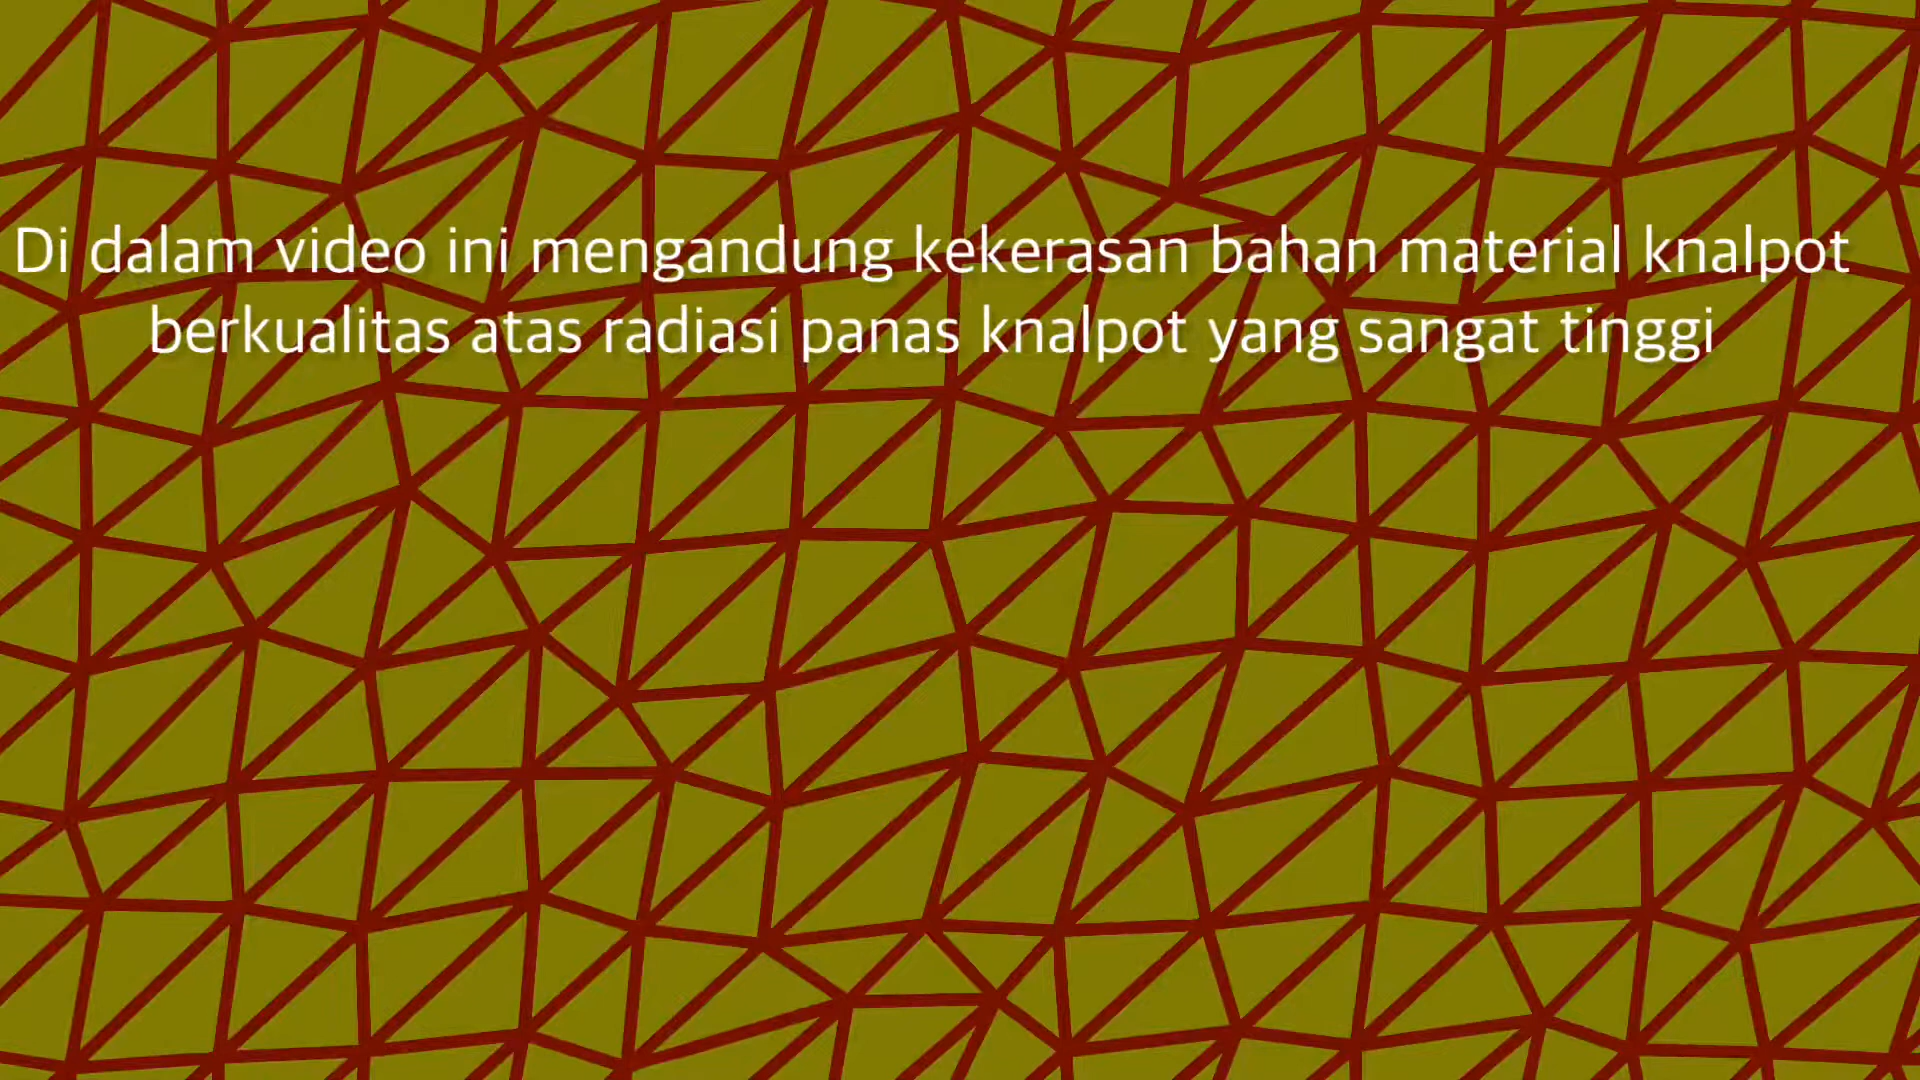 Di dalam video ini mengandung kekerasan bahan material knalpot
berkualitas atas radiasi panas knalpot yang sangat tinggi